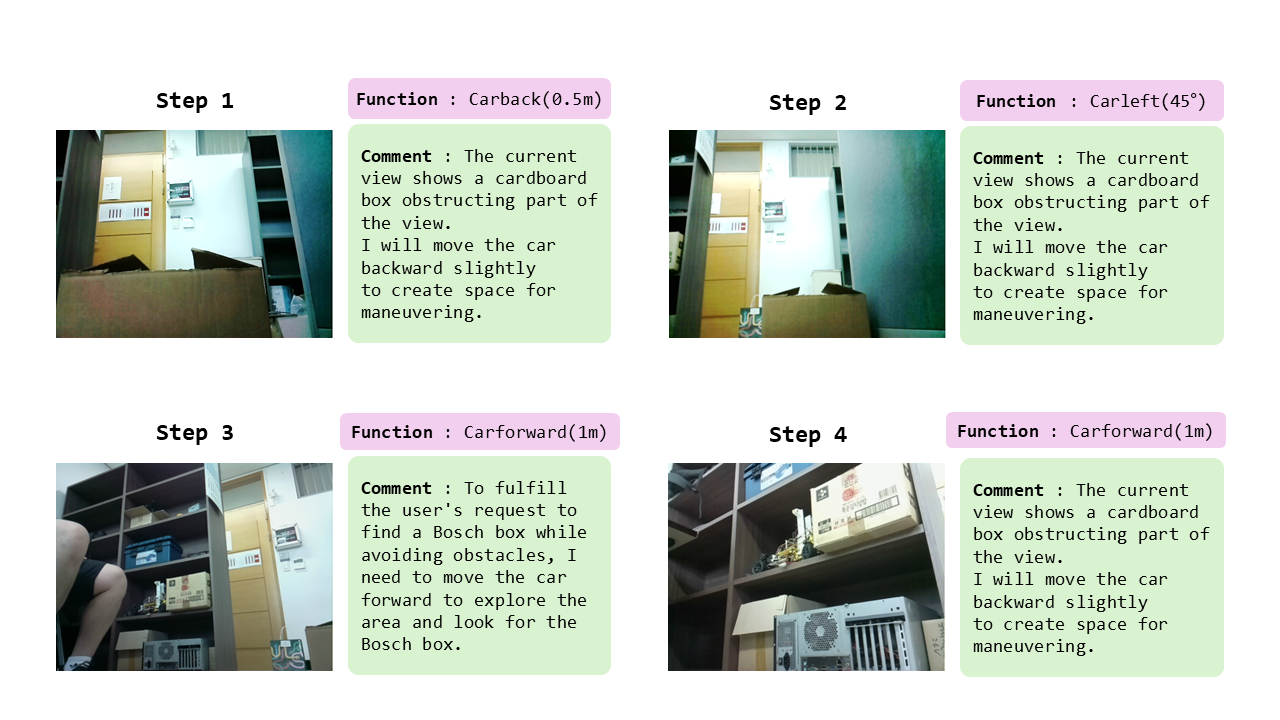 Step 1
Function : Carback(0.5m)
Comment : The current
view shows a cardboard
box obstructing part of
the view.
I will move the car
backward slightly
to create space for
maneuvering.
Step 2
Function : Carleft(45°)
Comment : The current
view shows a cardboard
box obstructing part of
the view.
I will move the car
backward slightly
to create space for
maneuvering.
Step 3
Function : Carforward(1m)
Comment : To fulfill
the user's request to
find a Bosch box while
avoiding obstacles, I
need to move the car
forward to explore the
area and look for the
Bosch box.
Step 4
Function : Carforward(1m)
Comment : The current
view shows a cardboard
box obstructing part of
the view.
I will move the car
backward slightly
to create space for
maneuvering.